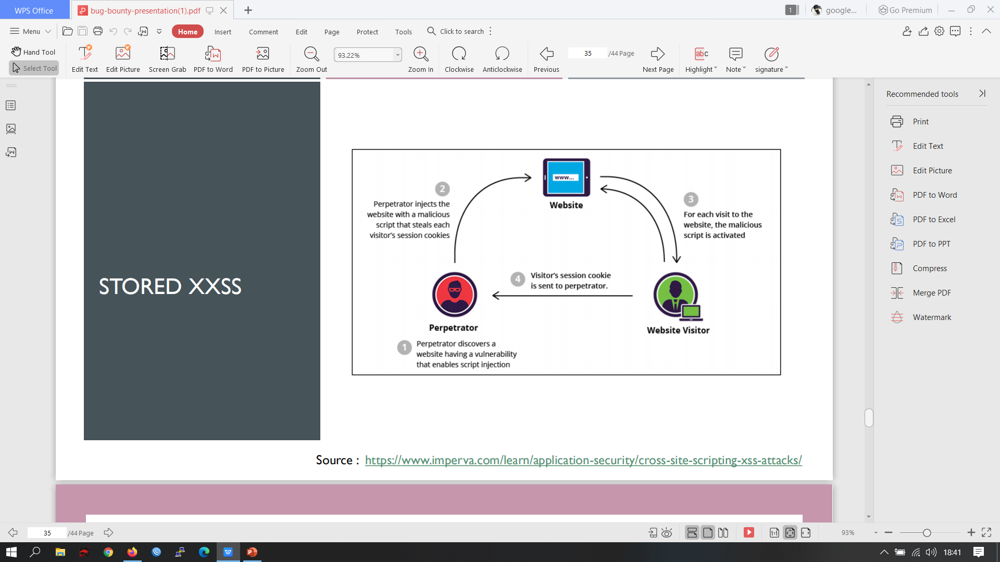 WPS Office
bug-bounty-presentation(1).pdf
1
google...
Go Premium
Menu
Home
Insert
Comment
Edit
Page
Protect
Tools
Click to search
Hand Tool
Select Tool
Edit Text
Edit Picture
Screen Grab
PDF to Word
PDF to Picture
Zoom Out
93.22%
Zoom In
Clockwise
Anticlockwise
Previous
35
/44 Page
Next Page
abc
Highlight
Note
signature
STORED XXSS
www...
Website
2
Perpetrator injects the
website with a malicious
script that steals each
visitor's session cookies
3
For each visit to the
website, the malicious
script is activated
4
Visitor's session cookie
is sent to perpetrator.
Perpetrator
Website Visitor
1
Perpetrator discovers a
website having a vulnerability
that enables script injection
Source : https://www.imperva.com/learn/application-security/cross-site-scripting-xss-attacks/
Recommended tools
Print
Edit Text
Edit Picture
PDF to Word
PDF to Excel
PDF to PPT
Compress
Merge PDF
Watermark
35
/44 Page
1:1
93%
18:41